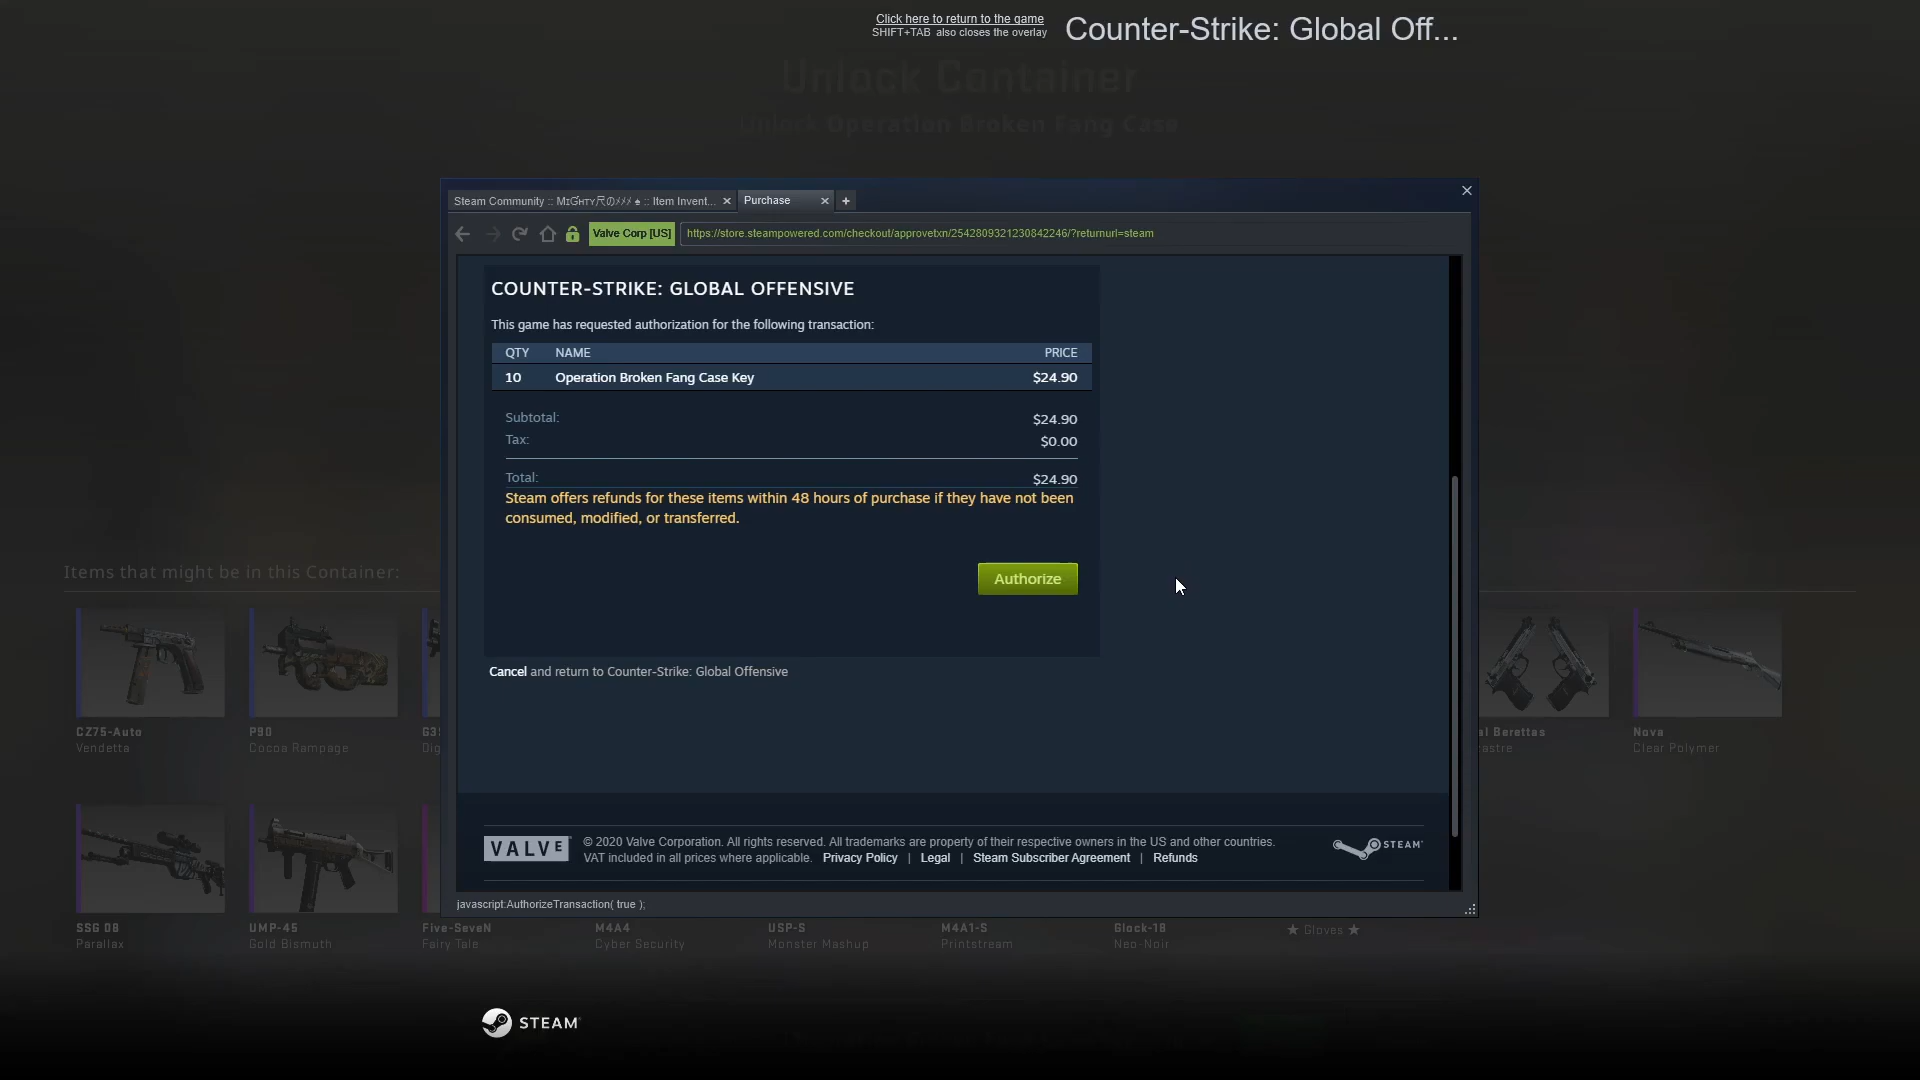 Click here to return to the game
SHIFT+TAB also closes the overlay
Counter-Strike: Global Off...
Unlock Container
Unlock Operation Broken Fang Case
Steam Community :: :: Item Invent...
Purchase
Valve Corp [US]
https://store.steampowered.com/checkout/approvetxn/2542809321230842246/?returnurl=steam
COUNTER-STRIKE: GLOBAL OFFENSIVE
This game has requested authorization for the following transaction:
QTY NAME PRICE
10 Operation Broken Fang Case Key $24.90
Subtotal: $24.90
Tax: $0.00
Total: $24.90
Steam offers refunds for these items within 48 hours of purchase if they have not been
consumed, modified, or transferred.
Authorize
Cancel and return to Counter-Strike: Global Offensive
Items that might be in this Container:
CZ75-Auto
Vendetta
P90
Cocoa Rampage
Nova
Clear Polymer
VALVE
© 2020 Valve Corporation. All rights reserved. All trademarks are property of their respective owners in the US and other countries.
VAT included in all prices where applicable. Privacy Policy | Legal | Steam Subscriber Agreement | Refunds
STEAM
javascript:AuthorizeTransaction( true );
SSG 08
Parallax
UMP-45
Gold Bismuth
Five-SeveN
Fairy Tale
M4A4
Cyber Security
USP-S
Monster Mashup
M4A1-S
Printstream
Glock-18
Neo-Noir
★ Gloves ★
STEAM